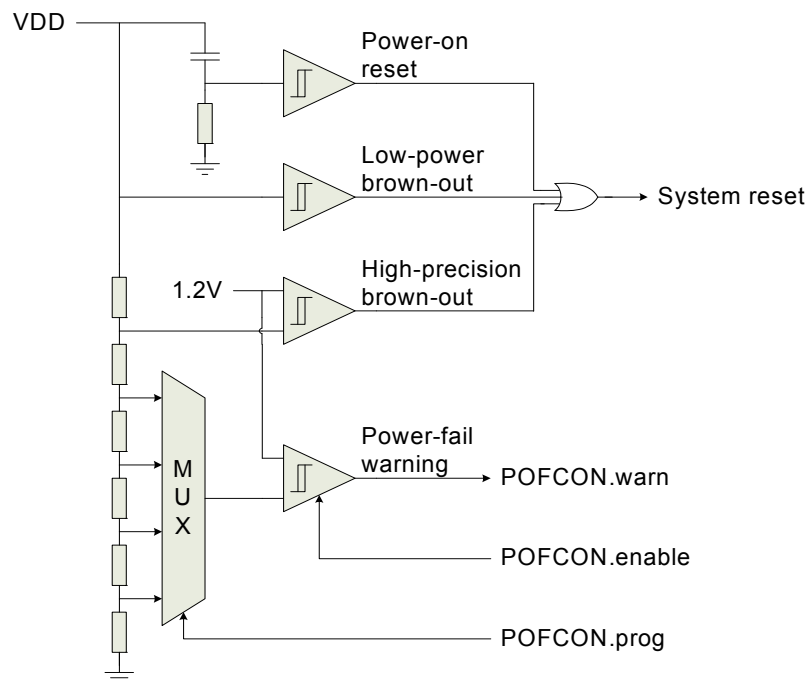 VDD
Power-on
reset
Low-power
brown-out
System reset
High-precision
brown-out
1.2V
Power-fail
warning
M
U
X
POFCON.warn
POFCON.enable
POFCON.prog